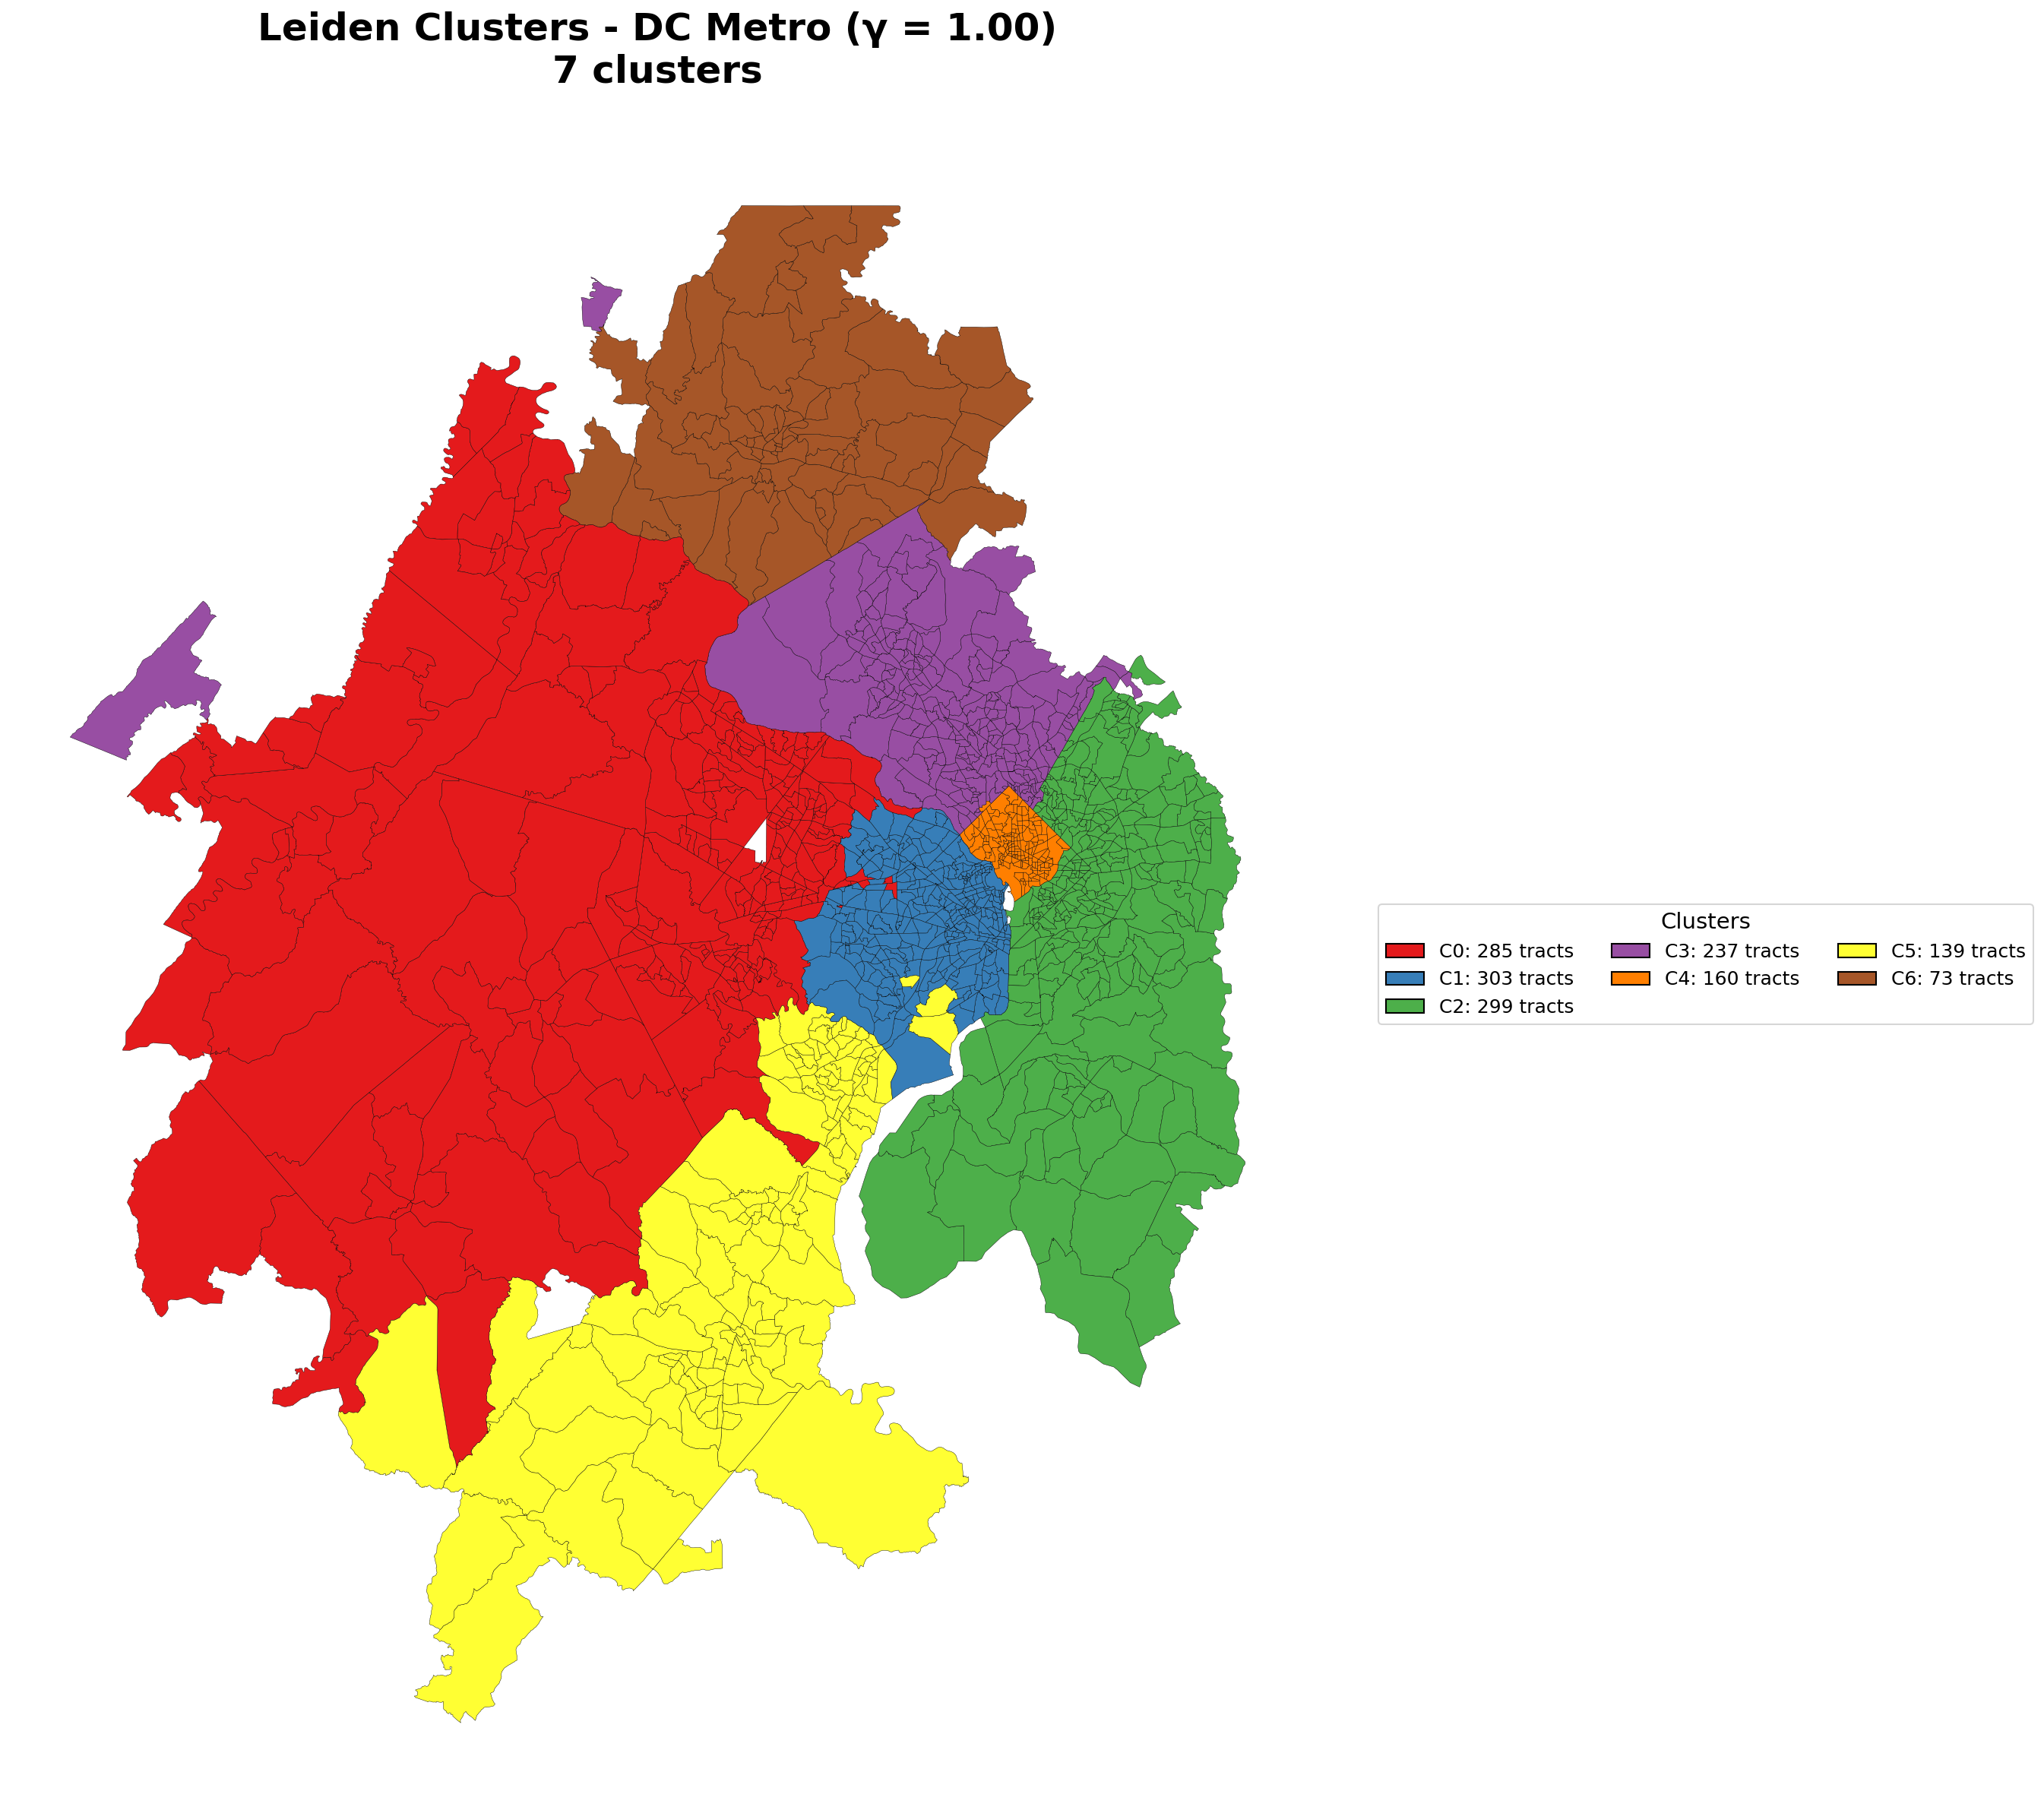 Leiden Clusters - DC Metro (γ = 1.00)
7 clusters
Clusters
C0: 285 tracts
C1: 303 tracts
C2: 299 tracts
C3: 237 tracts
C4: 160 tracts
C5: 139 tracts
C6: 73 tracts